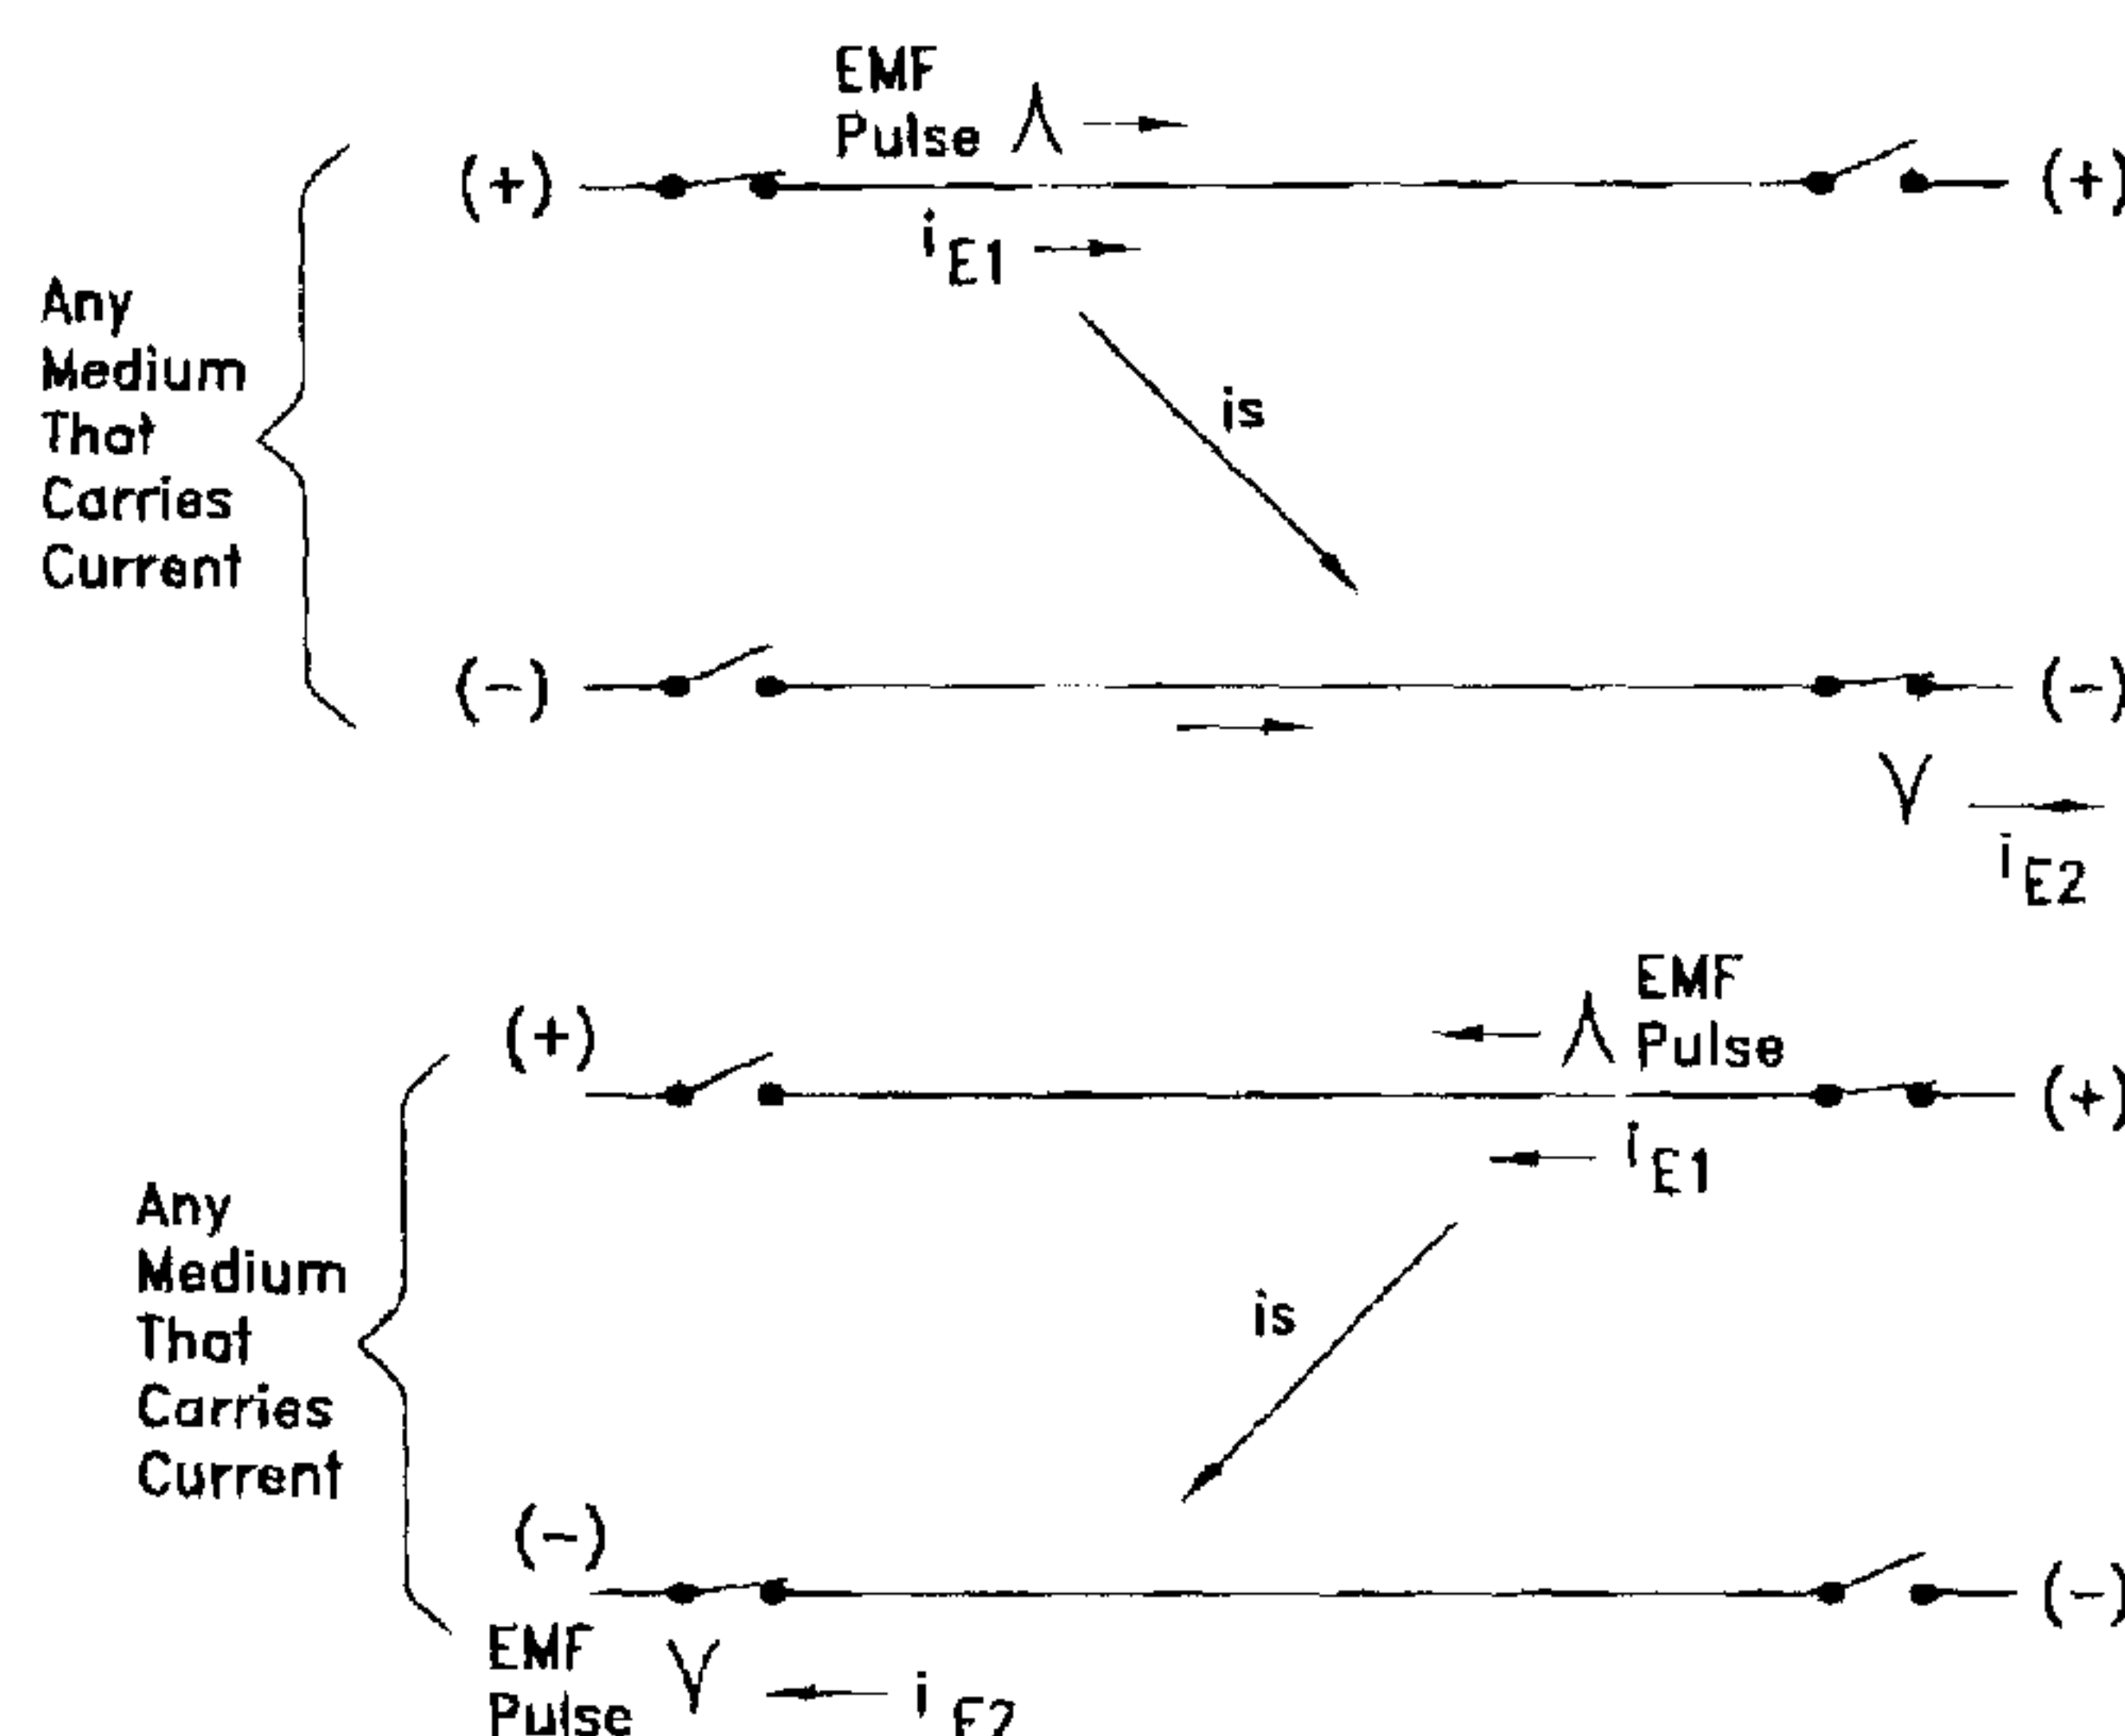 EMF
Pulse
(+)
(+)
iE1
Any
Medium
That
Carries
Current
is
(-)
(-)
iE2
EMF
Pulse
(+)
(+)
iE1
Any
Medium
That
Carries
Current
is
(-)
(-)
EMF
Pulse
iE2